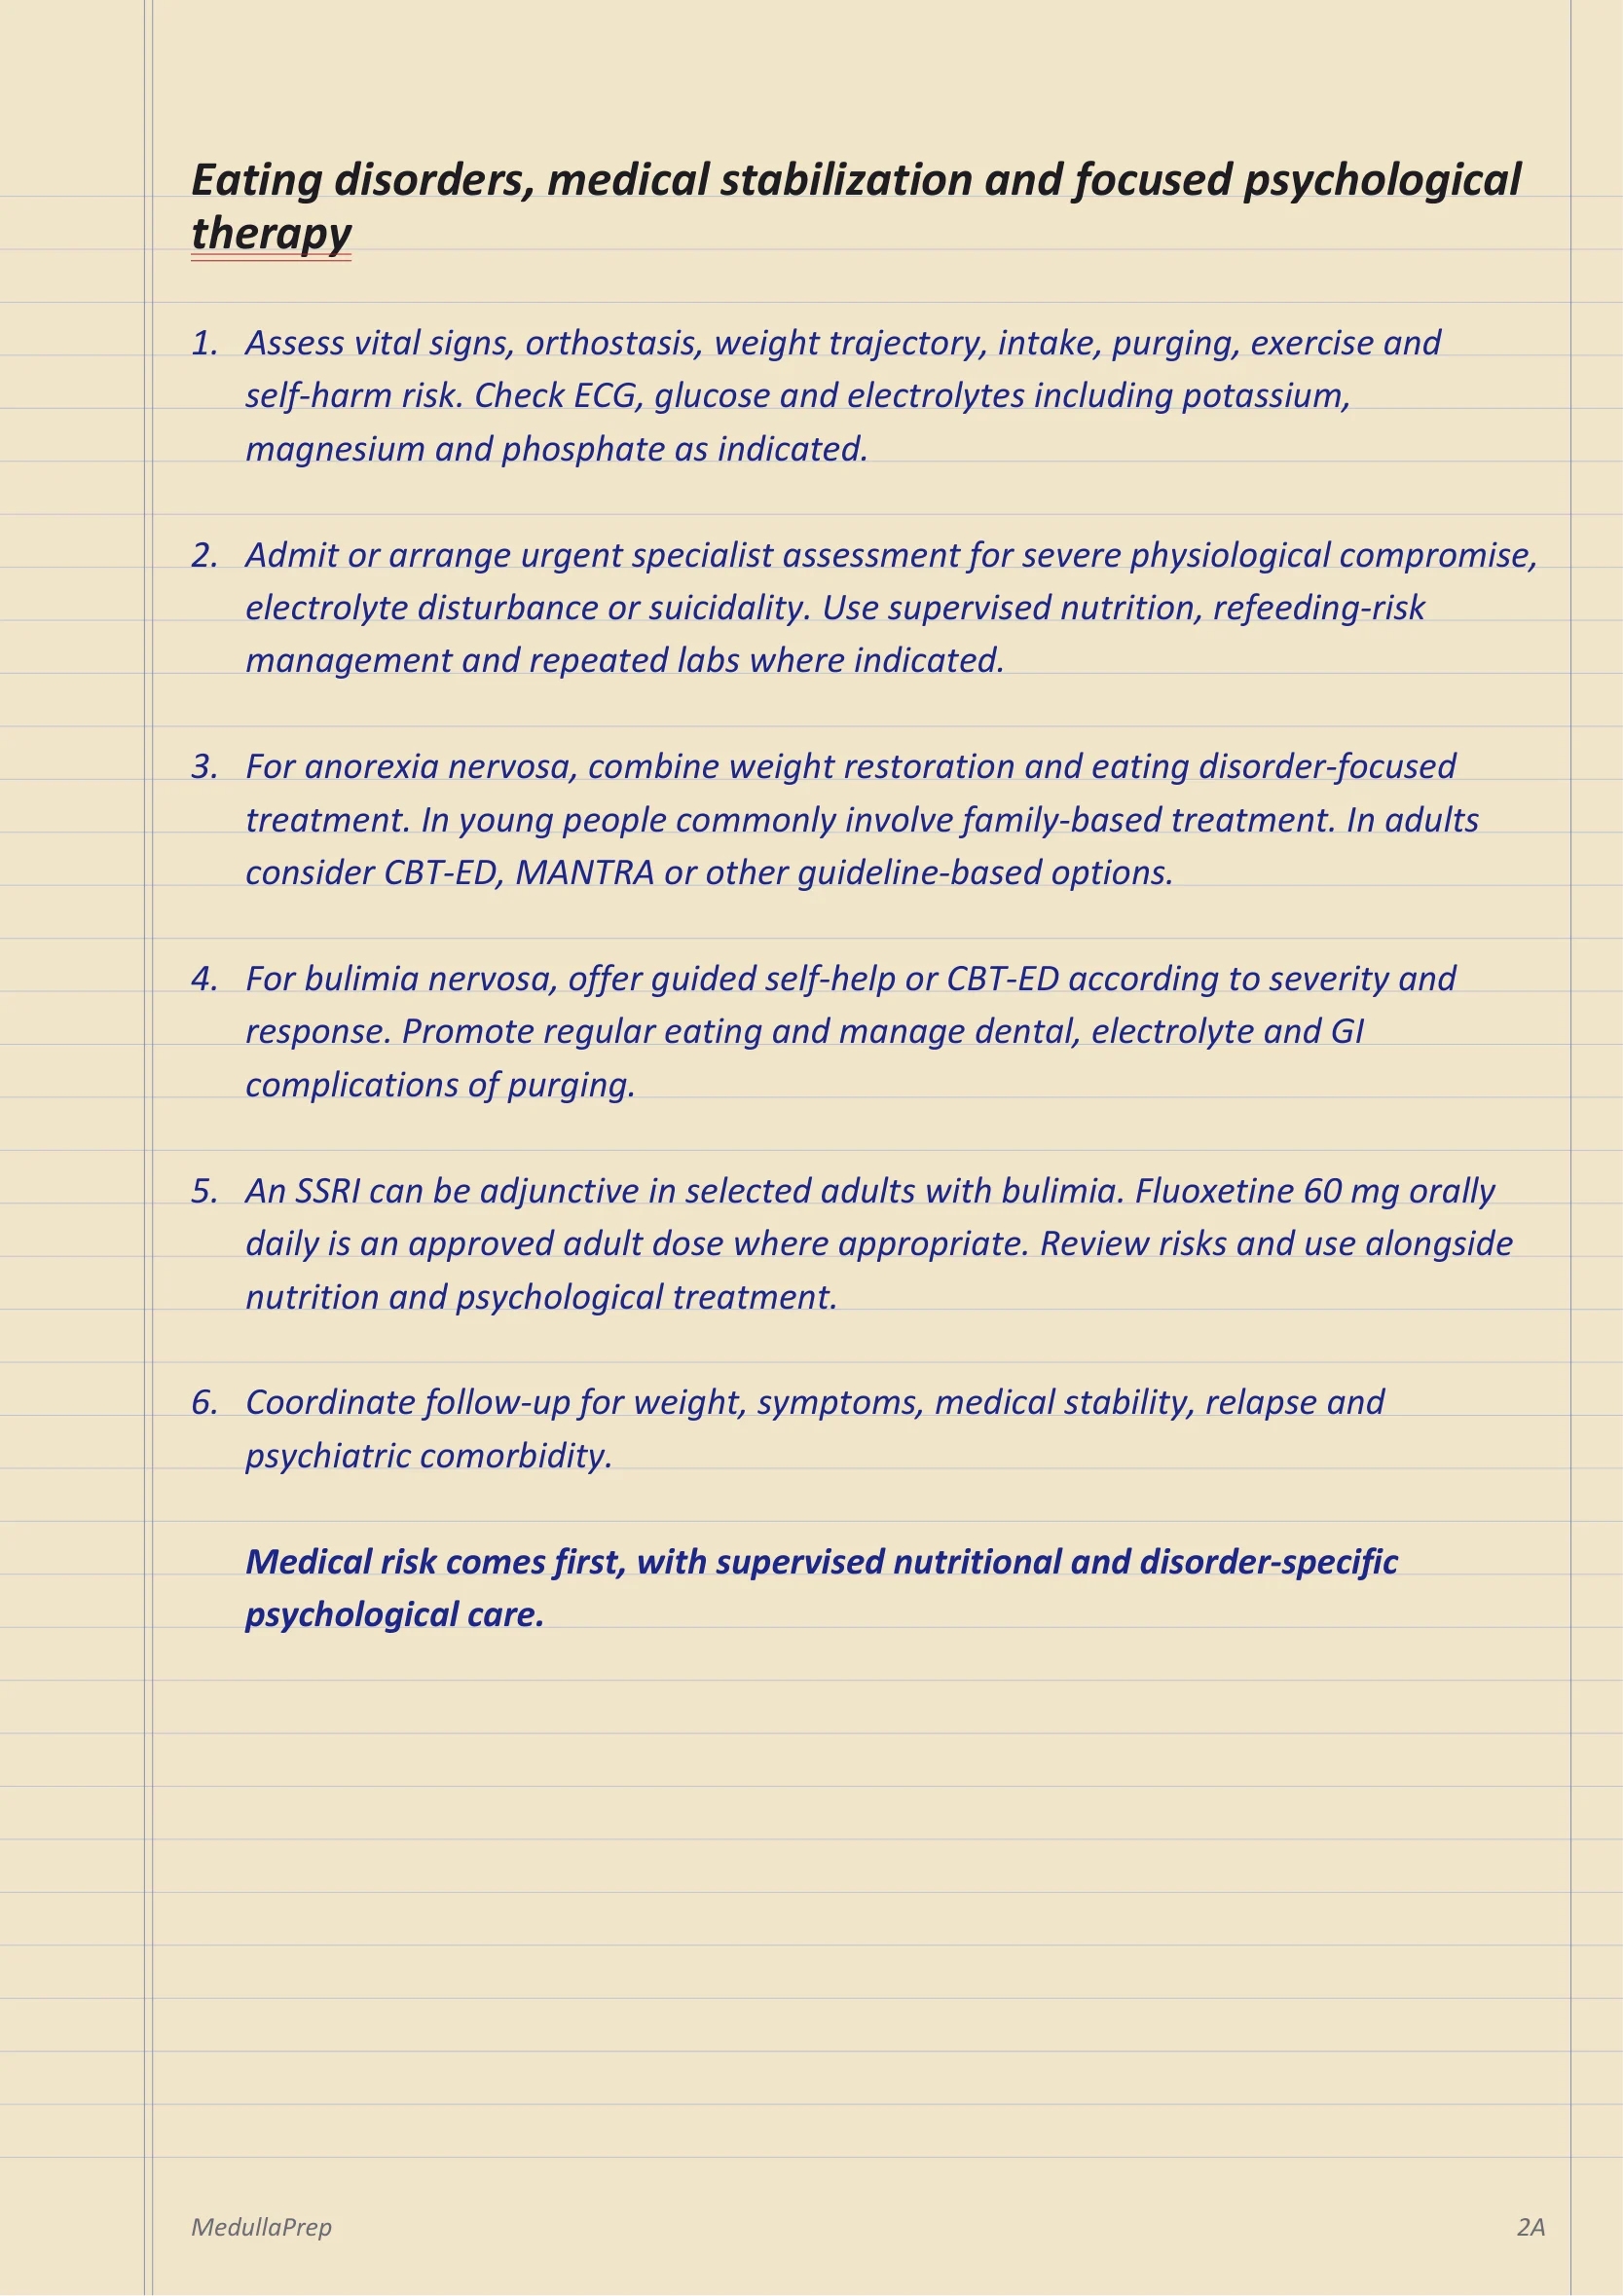 Eating disorders, medical stabilization and focused psychological
therapy
1. Assess vital signs, orthostasis, weight trajectory, intake, purging, exercise and
self-harm risk. Check ECG, glucose and electrolytes including potassium,
magnesium and phosphate as indicated.
2. Admit or arrange urgent specialist assessment for severe physiological compromise,
electrolyte disturbance or suicidality. Use supervised nutrition, refeeding-risk
management and repeated labs where indicated.
3. For anorexia nervosa, combine weight restoration and eating disorder-focused
treatment. In young people commonly involve family-based treatment. In adults
consider CBT-ED, MANTRA or other guideline-based options.
4. For bulimia nervosa, offer guided self-help or CBT-ED according to severity and
response. Promote regular eating and manage dental, electrolyte and GI
complications of purging.
5. An SSRI can be adjunctive in selected adults with bulimia. Fluoxetine 60 mg orally
daily is an approved adult dose where appropriate. Review risks and use alongside
nutrition and psychological treatment.
6. Coordinate follow-up for weight, symptoms, medical stability, relapse and
psychiatric comorbidity.
Medical risk comes first, with supervised nutritional and disorder-specific
psychological care.
MedullaPrep
2A